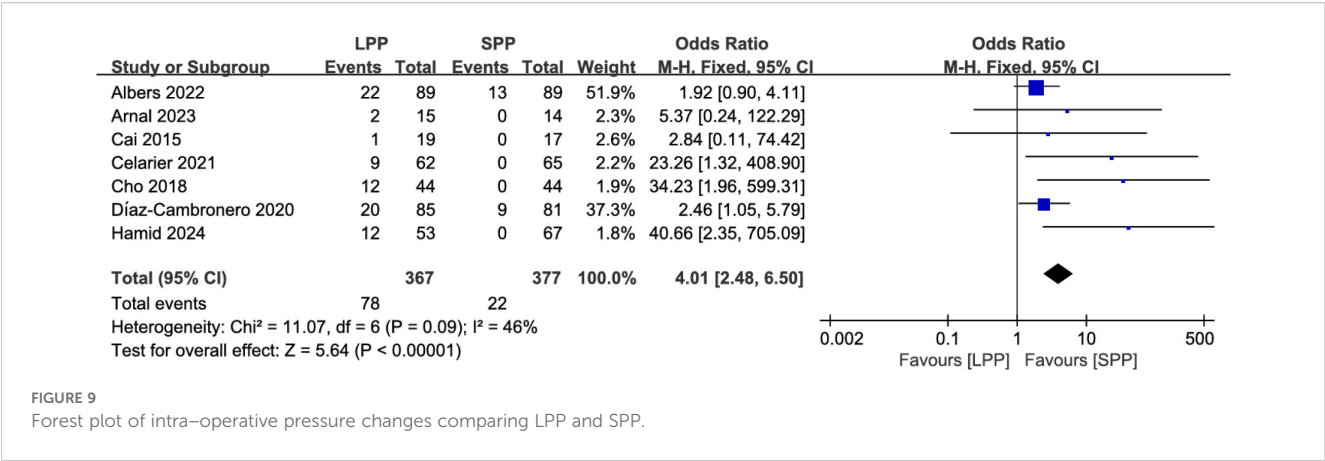 LPP SPP Odds Ratio Odds Ratio
Study or Subgroup Events Total Events Total Weight M-H, Fixed, 95% CI M-H, Fixed, 95% CI
Albers 2022 22 89 13 89 51.9% 1.92 [0.90, 4.11]
Arnal 2023 2 15 0 14 2.3% 5.37 [0.24, 122.29]
Cai 2015 1 19 0 17 2.6% 2.84 [0.11, 74.42]
Celarier 2021 9 62 0 65 2.2% 23.26 [1.32, 408.90]
Cho 2018 12 44 0 44 1.9% 34.23 [1.96, 599.31]
Díaz-Cambronero 2020 20 85 9 81 37.3% 2.46 [1.05, 5.79]
Hamid 2024 12 53 0 67 1.8% 40.66 [2.35, 705.09]
Total (95% CI) 367 377 100.0% 4.01 [2.48, 6.50]
Total events 78 22
Heterogeneity: Chi² = 11.07, df = 6 (P = 0.09); I² = 46%
Test for overall effect: Z = 5.64 (P < 0.00001)
0.002 0.1 1 10 500
Favours [LPP] Favours [SPP]
FIGURE 9
Forest plot of intra–operative pressure changes comparing LPP and SPP.